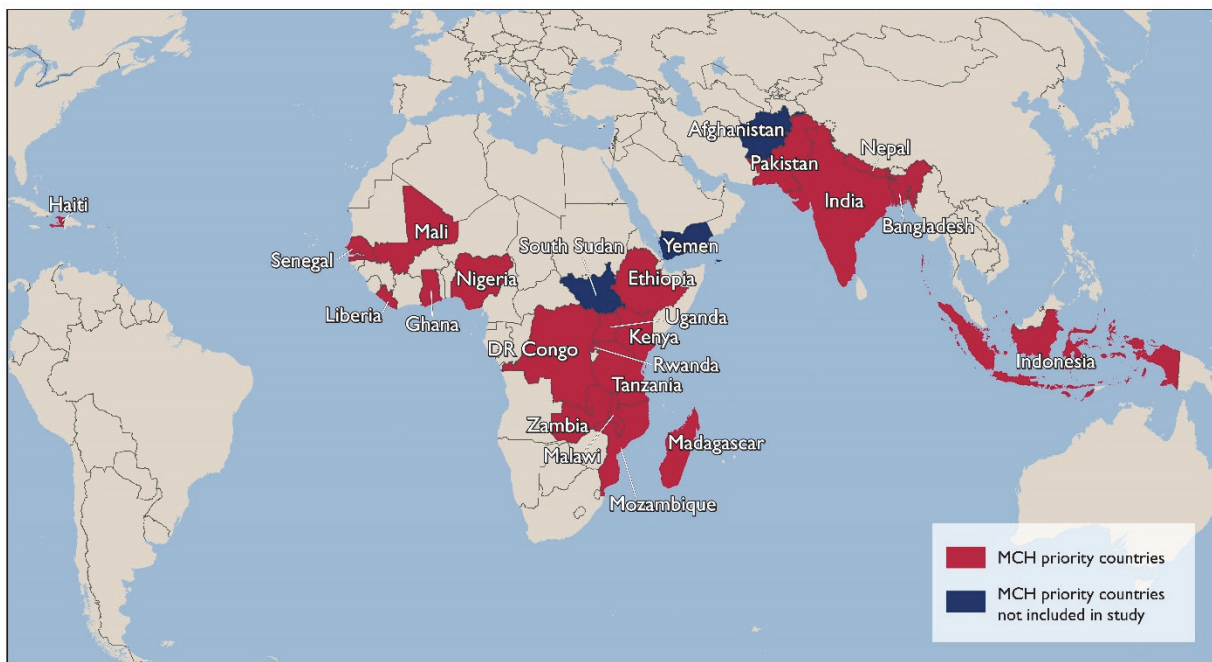 Haiti
Senegal
Mali
Liberia
Ghana
Nigeria
South Sudan
Yemen
Ethiopia
Uganda
Kenya
DR Congo
Rwanda
Tanzania
Zambia
Malawi
Mozambique
Madagascar
Afghanistan
Pakistan
Nepal
India
Bangladesh
Indonesia
MCH priority countries
MCH priority countries
not included in study